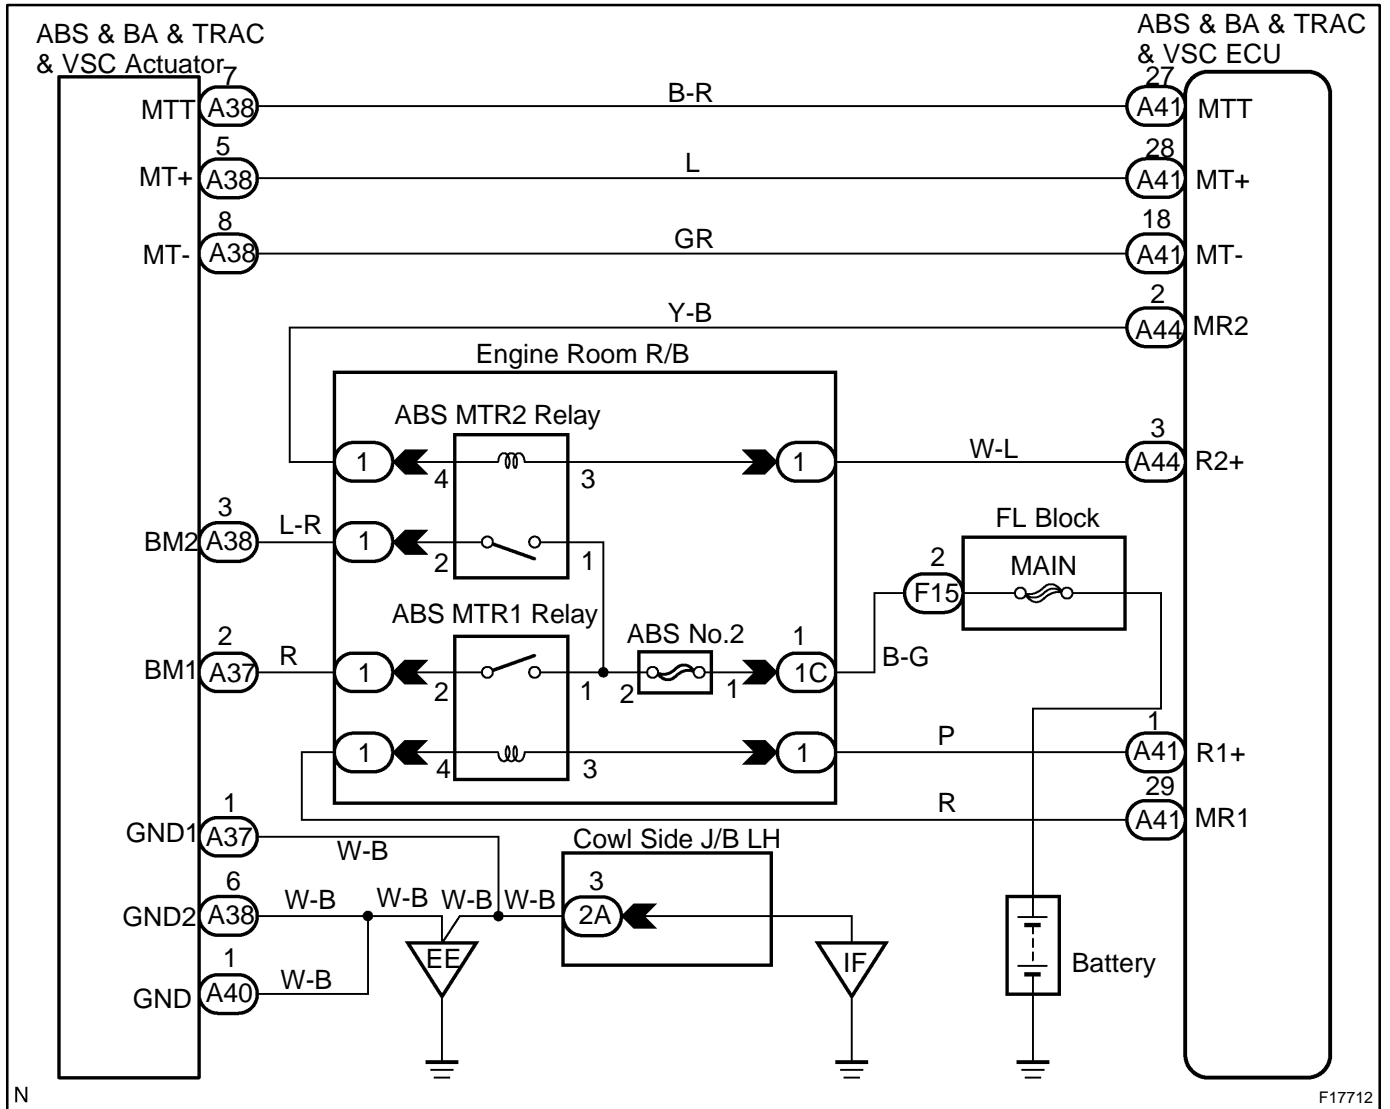 ABS & BA & TRAC
& VSC Actuator
ABS & BA & TRAC
& VSC ECU
7
MTT A38
B-R
27
A41 MTT
5
MT+ A38
L
28
A41 MT+
8
MT- A38
GR
18
A41 MT-
Y-B
2
A44 MR2
Engine Room R/B
ABS MTR2 Relay
1 4 3 1
W-L
3
A44 R2+
3
BM2 A38
L-R
1 2 1
FL Block
MAIN
2
F15
ABS MTR1 Relay
ABS No.2
2
BM1 A37
R
1 2 1 2 1
1
1C
B-G
1 4 3 1
P
1
A41 R1+
R
29
A41 MR1
1
GND1 A37
W-B
Cowl Side J/B LH
6
GND2 A38
W-B W-B W-B W-B
3
2A
1
GND A40
W-B
EE
IF
Battery
N
F17712